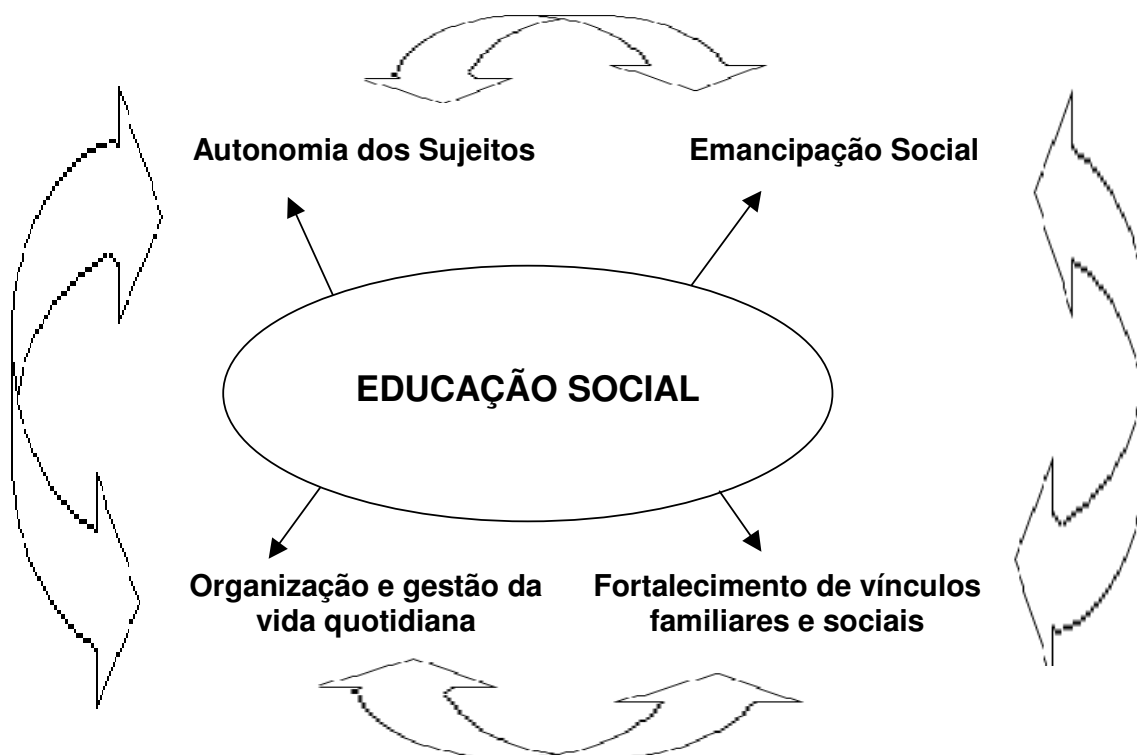 Autonomia dos Sujeitos
Emancipação Social
EDUCAÇÃO SOCIAL
Organização e gestão da
vida quotidiana
Fortalecimento de vínculos
familiares e sociais